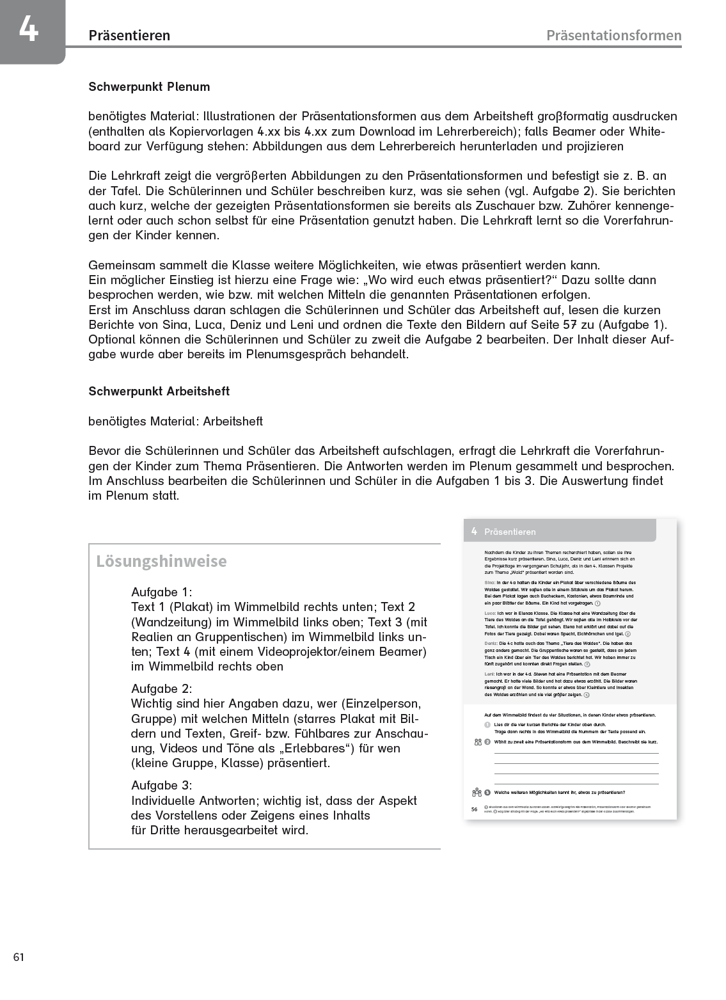 4
Präsentieren
Präsentationsformen
Schwerpunkt Plenum
benötigtes Material: Illustrationen der Präsentationsformen aus dem Arbeitsheft großformatig ausdrucken
(enthalten als Kopiervorlagen 4.xx bis 4.xx zum Download im Lehrerbereich); falls Beamer oder White-
board zur Verfügung stehen: Abbildungen aus dem Lehrerbereich herunterladen und projizieren
Die Lehrkraft zeigt die vergrößerten Abbildungen zu den Präsentationsformen und befestigt sie z. B. an
der Tafel. Die Schülerinnen und Schüler beschreiben kurz, was sie sehen (vgl. Aufgabe 2). Sie berichten
auch kurz, welche der gezeigten Präsentationsformen sie bereits als Zuschauer bzw. Zuhörer kennenge-
lernt oder auch schon selbst für eine Präsentation genutzt haben. Die Lehrkraft lernt so die Vorerfahrun-
gen der Kinder kennen.
Gemeinsam sammelt die Klasse weitere Möglichkeiten, wie etwas präsentiert werden kann.
Ein möglicher Einstieg ist hierzu eine Frage wie: „Wo wird euch etwas präsentiert?“ Dazu sollte dann
besprochen werden, wie bzw. mit welchen Mitteln die genannten Präsentationen erfolgen.
Erst im Anschluss daran schlagen die Schülerinnen und Schüler das Arbeitsheft auf, lesen die kurzen
Berichte von Sina, Luca, Deniz und Leni und ordnen die Texte den Bildern auf Seite 57 zu (Aufgabe 1).
Optional können die Schülerinnen und Schüler zu zweit die Aufgabe 2 bearbeiten. Der Inhalt dieser Auf-
gabe wurde aber bereits im Plenumsgespräch behandelt.
Schwerpunkt Arbeitsheft
benötigtes Material: Arbeitsheft
Bevor die Schülerinnen und Schüler das Arbeitsheft aufschlagen, erfragt die Lehrkraft die Vorerfahrun-
gen der Kinder zum Thema Präsentieren. Die Antworten werden im Plenum gesammelt und besprochen.
Im Anschluss bearbeiten die Schülerinnen und Schüler in die Aufgaben 1 bis 3. Die Auswertung findet
im Plenum statt.
Lösungshinweise
Aufgabe 1:
Text 1 (Plakat) im Wimmelbild rechts unten; Text 2
(Wandzeitung) im Wimmelbild links oben; Text 3 (mit
Realien an Gruppentischen) im Wimmelbild links un-
ten; Text 4 (mit einem Videoprojektor/einem Beamer)
im Wimmelbild rechts oben
Aufgabe 2:
Wichtig sind hier Angaben dazu, wer (Einzelperson,
Gruppe) mit welchen Mitteln (starres Plakat mit Bil-
dern und Texten, Greif- bzw. Fühlbares zur Anschau-
ung, Videos und Töne als „Erlebbares“) für wen
(kleine Gruppe, Klasse) präsentiert.
Aufgabe 3:
Individuelle Antworten; wichtig ist, dass der Aspekt
des Vorstellens oder Zeigens eines Inhalts
für Dritte herausgearbeitet wird.
4 Präsentieren
Nachdem die Kinder zu ihren Themen recherchiert haben, sollen sie ihre
Ergebnisse kurz präsentieren. Sina, Luca, Deniz und Leni erinnern sich an
die Projekttage im vergangenen Schuljahr, als in den 4. Klassen Projekte
zum Thema „Wald“ präsentiert worden sind.
Sina: In der 4a hatten die Kinder ein Plakat über verschiedene Bäume des
Waldes gestaltet. Wir saßen alle in einem Sitzkreis um das Plakat herum.
Bei dem Plakat lagen auch Bucheckern, Kastanien, etwas Baumrinde und
ein paar Blätter der Bäume. Ein Kind hat vorgetragen. 1
Luca: Ich war in Elenas Klasse. Die Klasse hat eine Wandzeitung über die
Tiere des Waldes an die Tafel gehängt. Wir saßen alle im Halbkreis vor der
Tafel. Ich konnte die Bilder gut sehen. Elena hat erklärt und dabei auf die
Fotos der Tiere gezeigt. Dabei waren Specht, Eichhörnchen und Igel. 2
Deniz: Die 4c hatte auch das Thema „Tiere des Waldes“. Die haben das
ganz anders gemacht. Die Gruppentische waren so gestellt, dass an jedem
Tisch ein Kind über ein Tier des Waldes berichtet hat. Wir haben immer zu
fünft zugehört und konnten direkt Fragen stellen. 3
Leni: Ich war in der 4d. Steven hat eine Präsentation mit dem Beamer
gemacht. Er hatte viele Bilder und hat dazu etwas erzählt. Die Bilder waren
riesengroß an der Wand. So konnte er etwas über Kleintiere und Insekten
des Waldes erzählen und sie viel größer zeigen. 4
Auf dem Wimmelbild findest du vier Situationen, in denen Kinder etwas präsentieren.
1 Lies dir die vier kurzen Berichte der Kinder oben durch.
Trage dann rechts in das Wimmelbild die Nummern der Texte passend ein.
2 Wählt zu zweit eine Präsentationsform aus dem Wimmelbild. Beschreibt sie kurz.
3 Welche weiteren Möglichkeiten kennt ihr, etwas zu präsentieren?
56
61